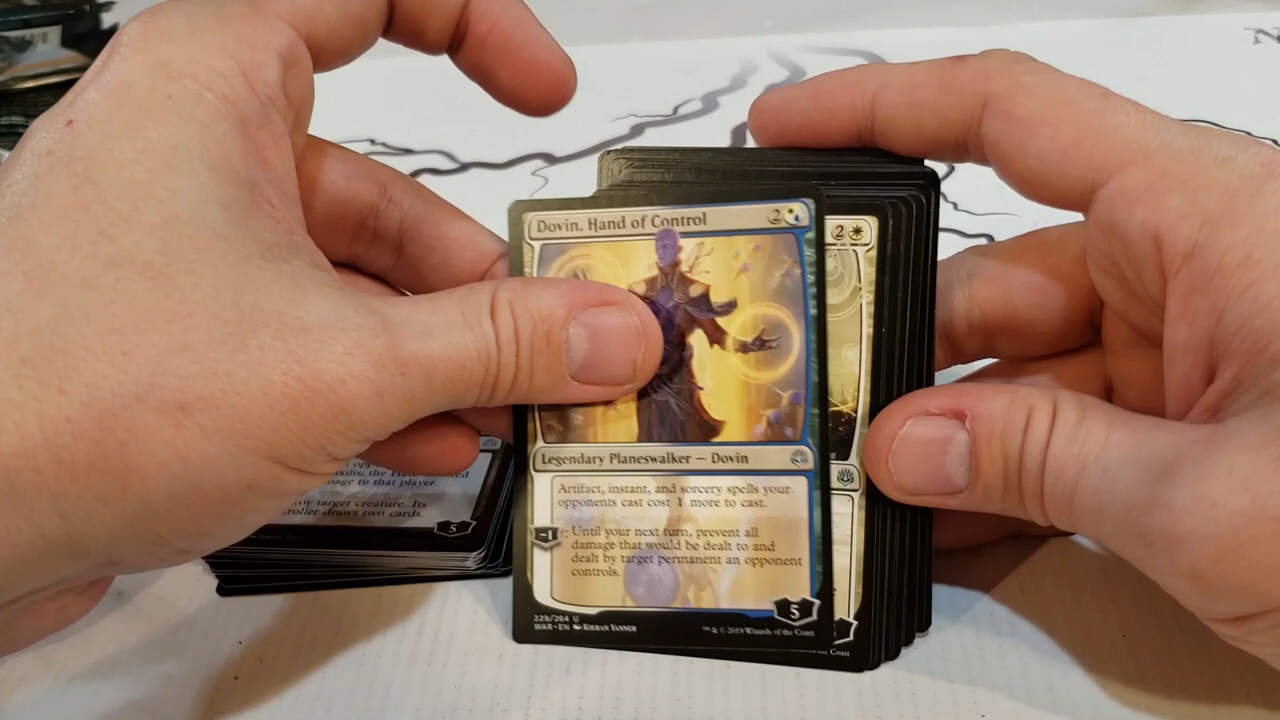 Dovin, Hand of Control
2
2
Legendary Planeswalker — Dovin
Artifact, instant, and sorcery spells your
opponents cast cost 1 more to cast.
−1: Until your next turn, prevent all
damage that would be dealt to and
dealt by target permanent an opponent
controls.
5
229/264 U
WAR • EN Kieran Yanner
™ & © 2019 Wizards of the Coast
the Coast
the
to that player.
target creature. Its
draws two cards.
5
N